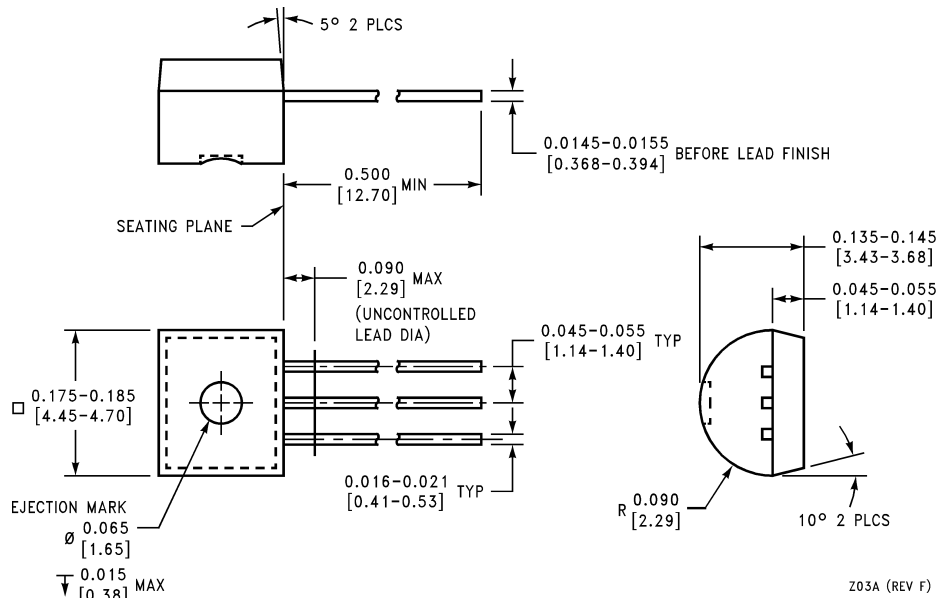 5° 2 PLCS
0.0145-0.0155
[0.368-0.394]
BEFORE LEAD FINISH
0.500
[12.70]
MIN
SEATING PLANE
0.090
[2.29]
MAX
(UNCONTROLLED
LEAD DIA)
0.045-0.055
[1.14-1.40]
TYP
0.135-0.145
[3.43-3.68]
0.045-0.055
[1.14-1.40]
□ 0.175-0.185
[4.45-4.70]
0.016-0.021
[0.41-0.53]
TYP
EJECTION MARK
Ø 0.065
[1.65]
0.015
[0.38]
MAX
R 0.090
[2.29]
10° 2 PLCS
Z03A (REV F)